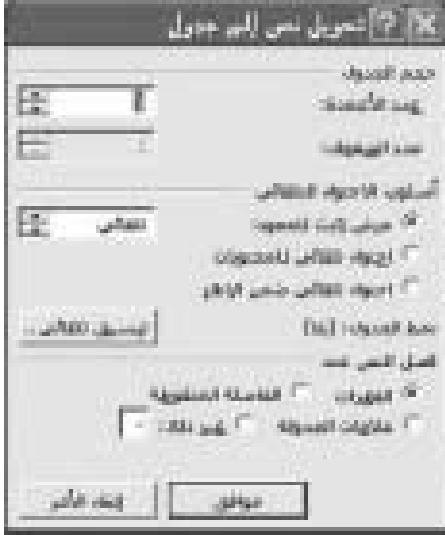 تحويل نص إلى جدول
حجم الجدول
عدد الأعمدة:
عدد الصفوف:
أسلوب الاحتواء التلقائي
عرض ثابت للعمود: تلقائي
احتواء تلقائي للمحتويات
احتواء تلقائي ضمن الإطار
نمط الجدول: تنسيق تلقائي...
فصل النص عند
الفقرات الفاصلة المنقوطة
علامات الجدولة غير ذلك: -
موافق إلغاء الأمر